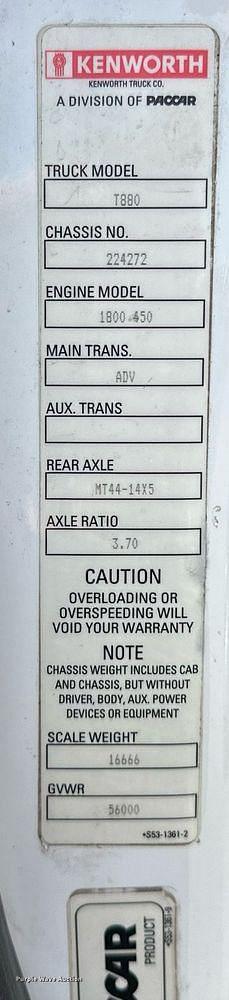 KENWORTH
KENWORTH TRUCK CO.
A DIVISION OF PACCAR
TRUCK MODEL
T880
CHASSIS NO.
224272
ENGINE MODEL
1800.450
MAIN TRANS.
ADV
AUX. TRANS
REAR AXLE
MT44-14X5
AXLE RATIO
3.70
CAUTION
OVERLOADING OR
OVERSPEEDING WILL
VOID YOUR WARRANTY
NOTE
CHASSIS WEIGHT INCLUDES CAB
AND CHASSIS, BUT WITHOUT
DRIVER, BODY, AUX. POWER
DEVICES OR EQUIPMENT
SCALE WEIGHT
16666
GVWR
56000
*S53-1361-2
CAR
PRODUCT
Purple Wave Auction